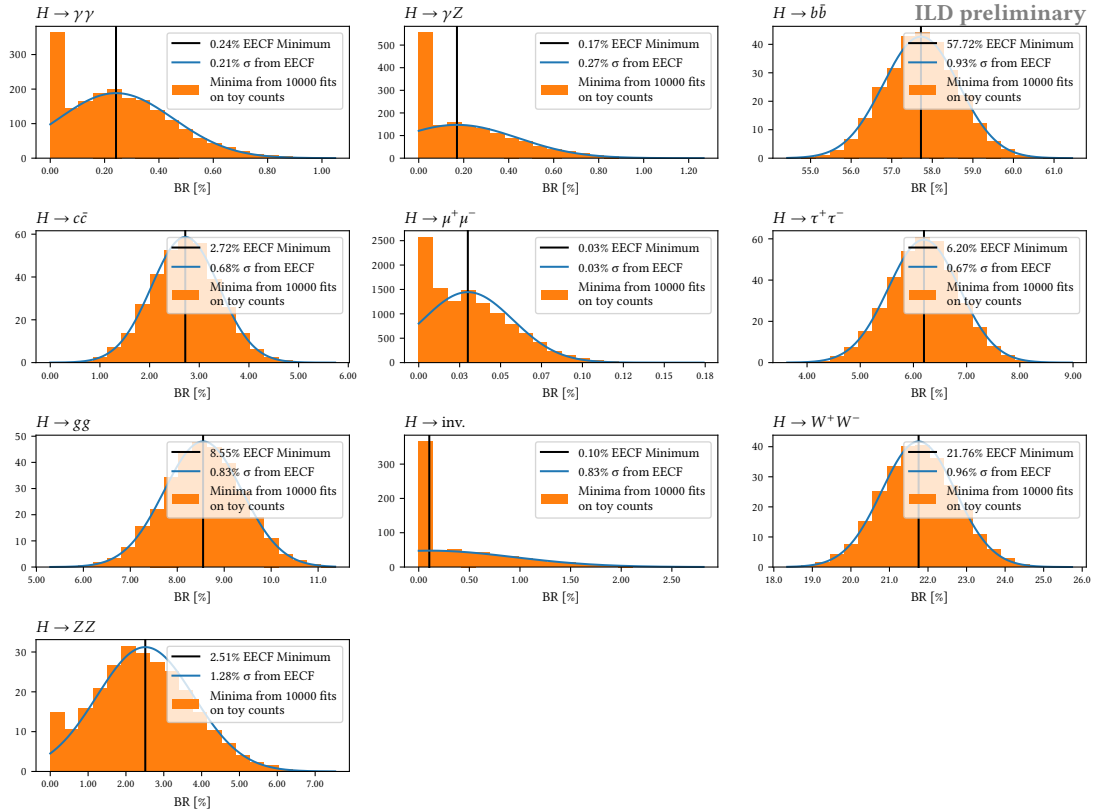 ILD preliminary
H → γγ
0.24% EECF Minimum
0.21% σ from EECF
Minima from 10000 fits
on toy counts
300
200
100
0
0.00 0.20 0.40 0.60 0.80 1.00
BR [%]
H → γZ
0.17% EECF Minimum
0.27% σ from EECF
Minima from 10000 fits
on toy counts
500
400
300
200
100
0
0.00 0.20 0.40 0.60 0.80 1.00 1.20
BR [%]
H → bb̄
57.72% EECF Minimum
0.93% σ from EECF
Minima from 10000 fits
on toy counts
40
30
20
10
0
55.0 56.0 57.0 58.0 59.0 60.0 61.0
BR [%]
H → cc̄
2.72% EECF Minimum
0.68% σ from EECF
Minima from 10000 fits
on toy counts
60
40
20
0
0.00 1.00 2.00 3.00 4.00 5.00 6.00
BR [%]
H → μ⁺μ⁻
0.03% EECF Minimum
0.03% σ from EECF
Minima from 10000 fits
on toy counts
2500
2000
1500
1000
500
0
0.00 0.03 0.05 0.07 0.10 0.12 0.15 0.18
BR [%]
H → τ⁺τ⁻
6.20% EECF Minimum
0.67% σ from EECF
Minima from 10000 fits
on toy counts
60
40
20
0
4.00 5.00 6.00 7.00 8.00 9.00
BR [%]
H → gg
8.55% EECF Minimum
0.83% σ from EECF
Minima from 10000 fits
on toy counts
50
40
30
20
10
0
5.00 6.00 7.00 8.00 9.00 10.00 11.00
BR [%]
H → inv.
0.10% EECF Minimum
0.83% σ from EECF
Minima from 10000 fits
on toy counts
300
200
100
0
0.00 0.50 1.00 1.50 2.00 2.50
BR [%]
H → W⁺W⁻
21.76% EECF Minimum
0.96% σ from EECF
Minima from 10000 fits
on toy counts
40
30
20
10
0
18.0 19.0 20.0 21.0 22.0 23.0 24.0 25.0 26.0
BR [%]
H → ZZ
2.51% EECF Minimum
1.28% σ from EECF
Minima from 10000 fits
on toy counts
30
20
10
0
0.00 1.00 2.00 3.00 4.00 5.00 6.00 7.00
BR [%]